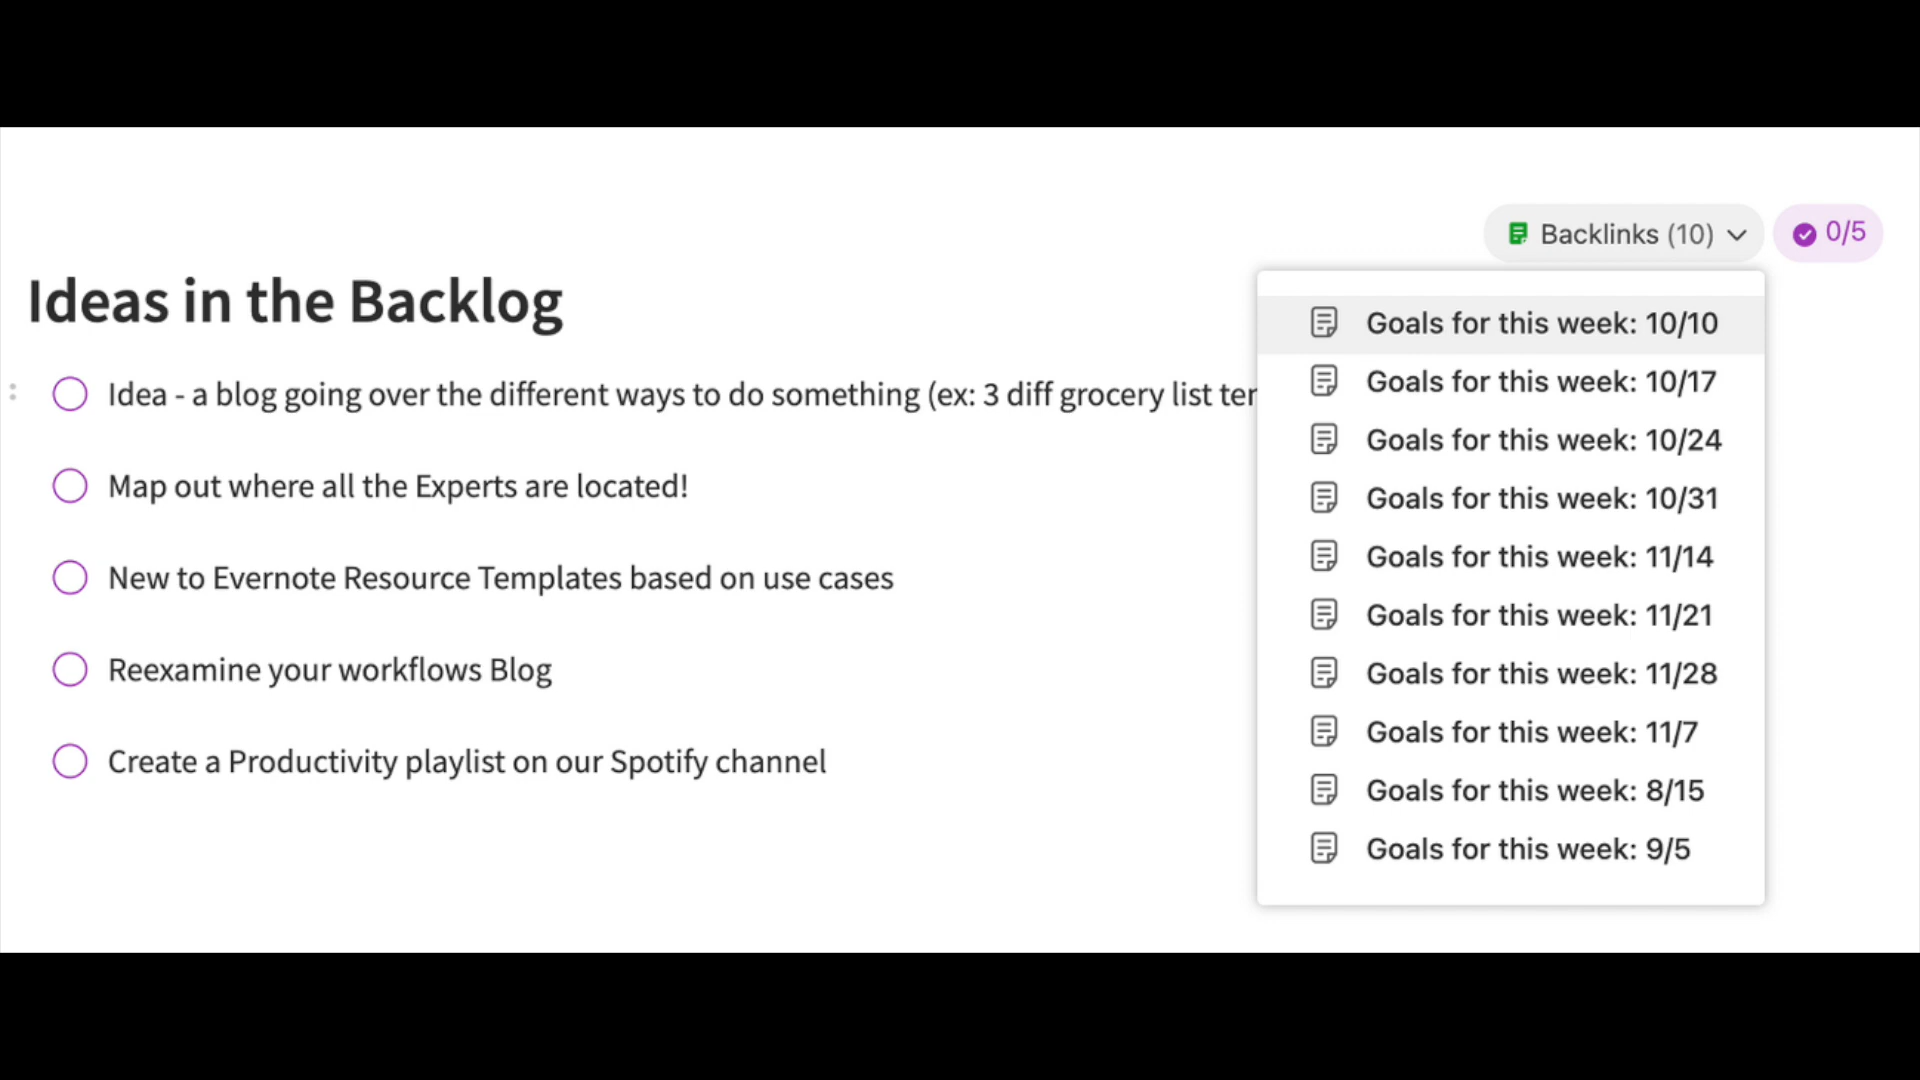 Backlinks (10)
0/5
Ideas in the Backlog
Idea - a blog going over the different ways to do something (ex: 3 diff grocery list
Map out where all the Experts are located!
New to Evernote Resource Templates based on use cases
Reexamine your workflows Blog
Create a Productivity playlist on our Spotify channel
Goals for this week: 10/10
Goals for this week: 10/17
Goals for this week: 10/24
Goals for this week: 10/31
Goals for this week: 11/14
Goals for this week: 11/21
Goals for this week: 11/28
Goals for this week: 11/7
Goals for this week: 8/15
Goals for this week: 9/5